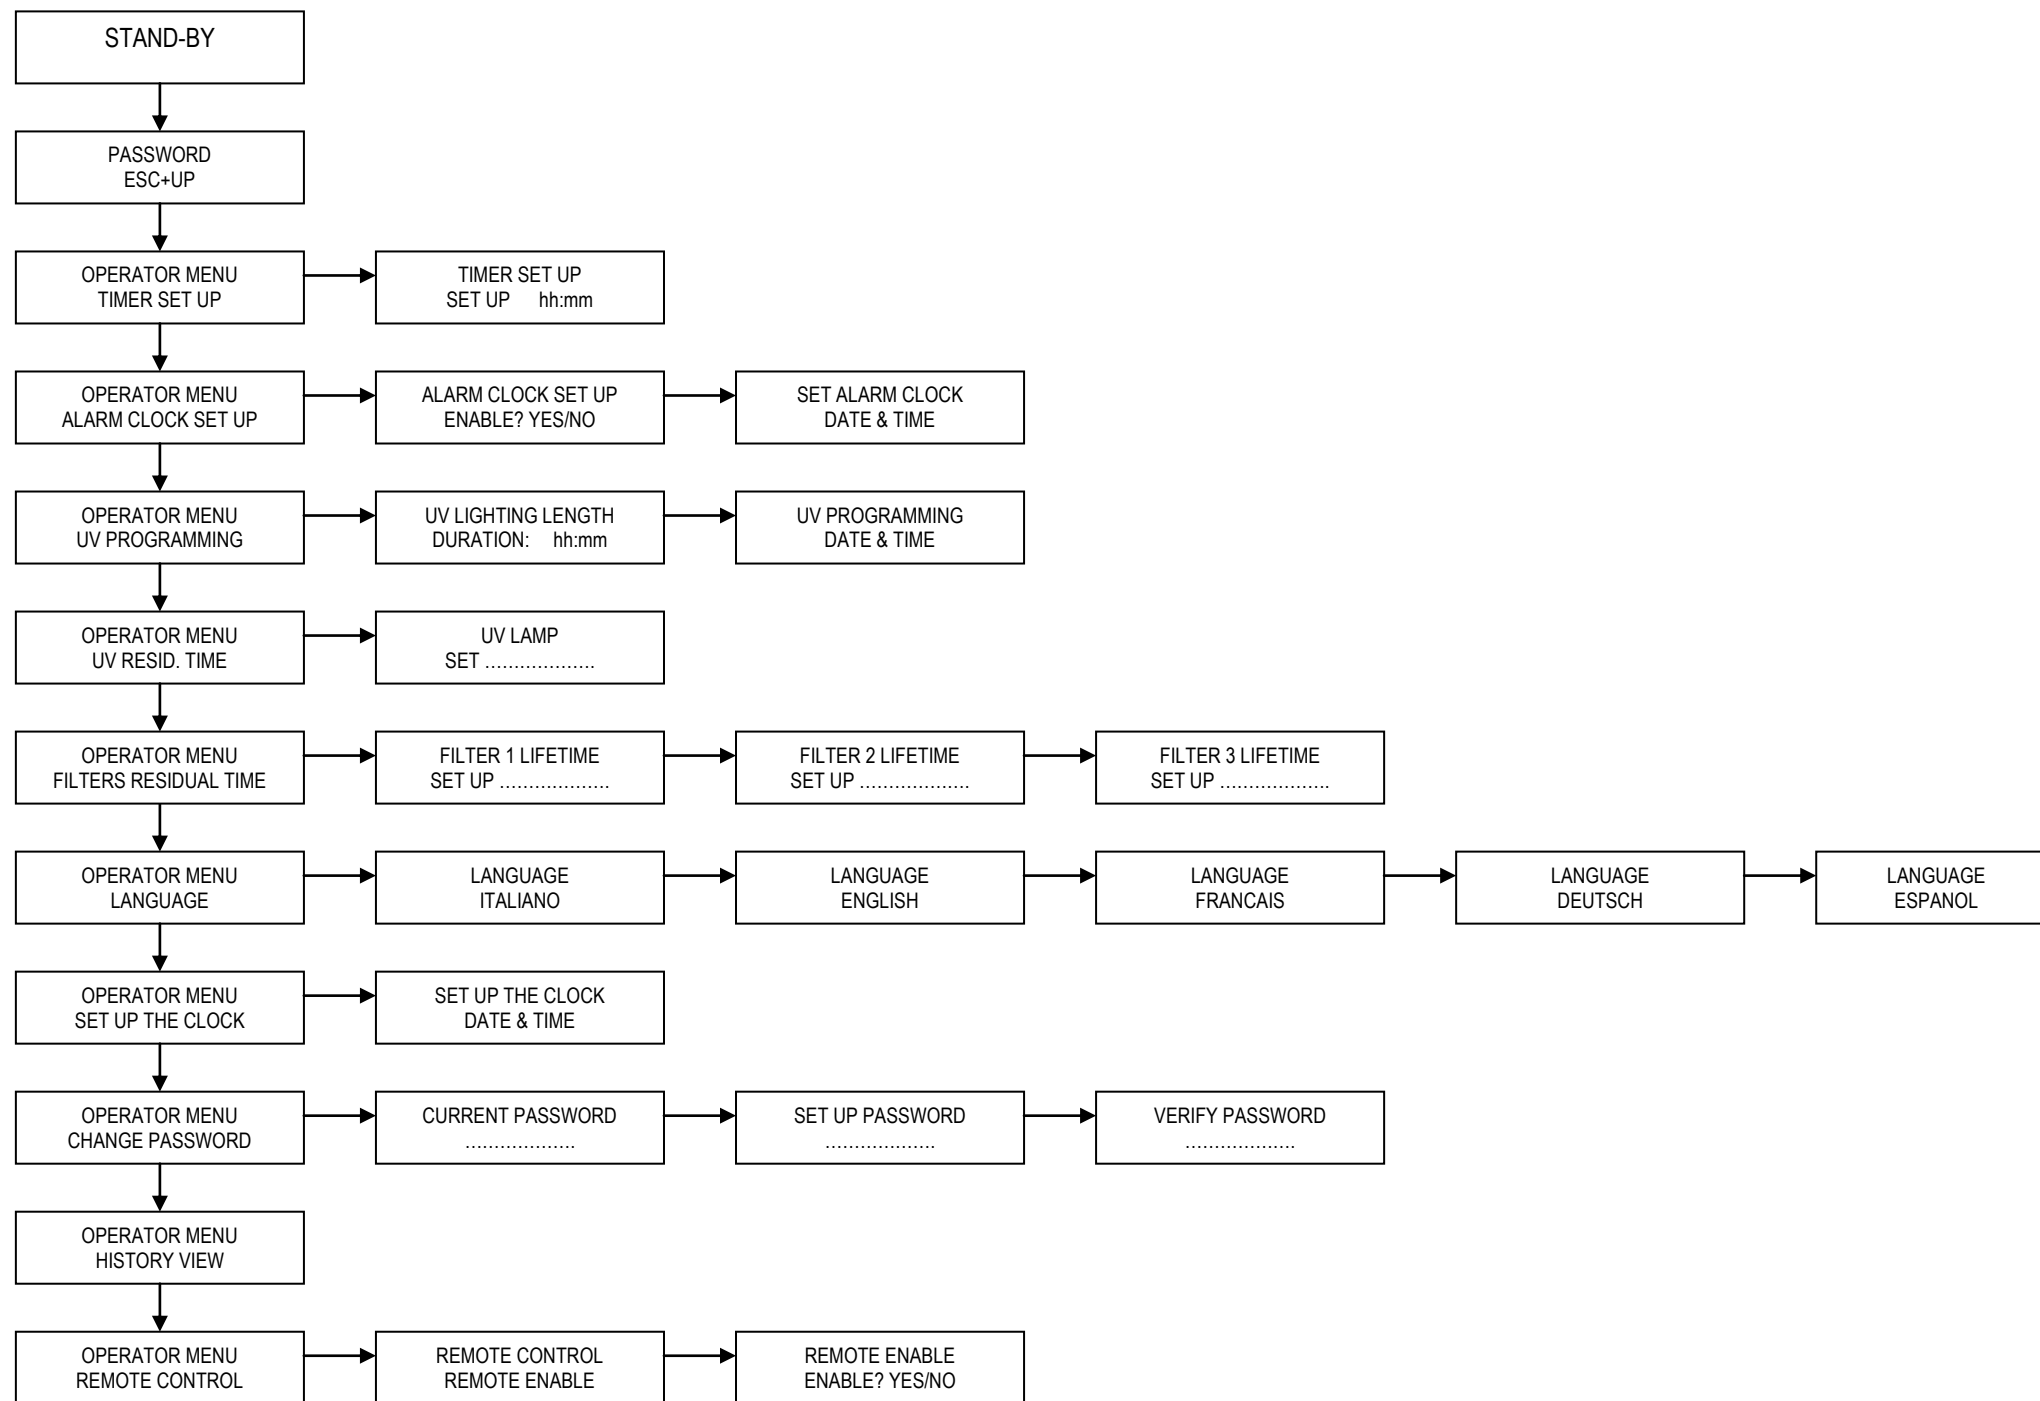 STAND-BY
PASSWORD
ESC+UP
OPERATOR MENU
TIMER SET UP
TIMER SET UP
SET UP hh:mm
OPERATOR MENU
ALARM CLOCK SET UP
ALARM CLOCK SET UP
ENABLE? YES/NO
SET ALARM CLOCK
DATE & TIME
OPERATOR MENU
UV PROGRAMMING
UV LIGHTING LENGTH
DURATION: hh:mm
UV PROGRAMMING
DATE & TIME
OPERATOR MENU
UV RESID. TIME
UV LAMP
SET ...................
OPERATOR MENU
FILTERS RESIDUAL TIME
FILTER 1 LIFETIME
SET UP ...................
FILTER 2 LIFETIME
SET UP ...................
FILTER 3 LIFETIME
SET UP ...................
OPERATOR MENU
LANGUAGE
LANGUAGE
ITALIANO
LANGUAGE
ENGLISH
LANGUAGE
FRANCAIS
LANGUAGE
DEUTSCH
LANGUAGE
ESPANOL
OPERATOR MENU
SET UP THE CLOCK
SET UP THE CLOCK
DATE & TIME
OPERATOR MENU
CHANGE PASSWORD
CURRENT PASSWORD
...................
SET UP PASSWORD
...................
VERIFY PASSWORD
...................
OPERATOR MENU
HISTORY VIEW
OPERATOR MENU
REMOTE CONTROL
REMOTE CONTROL
REMOTE ENABLE
REMOTE ENABLE
ENABLE? YES/NO